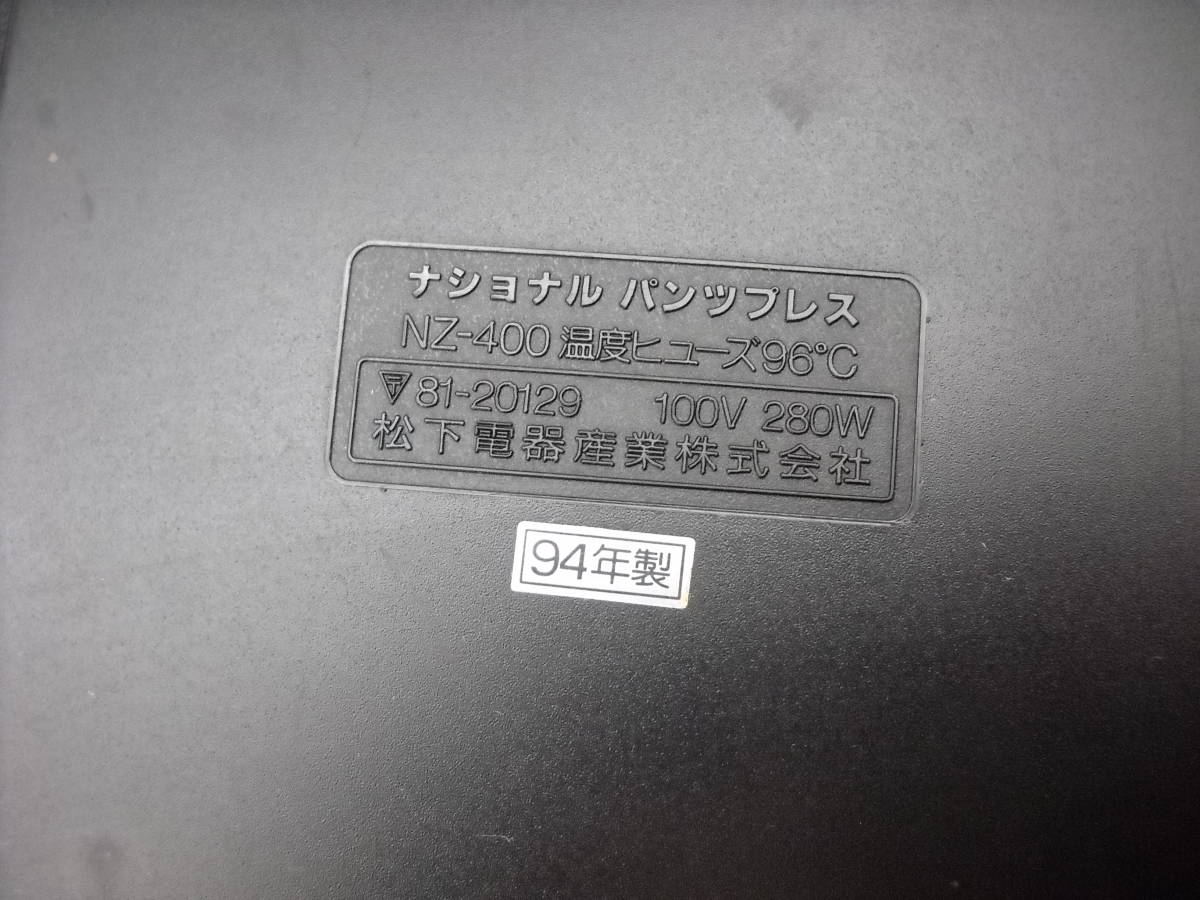 ナショナル パンツプレス
NZ-400 温度ヒューズ96℃
81-20129 100V 280W
松下電器産業株式会社
94年製